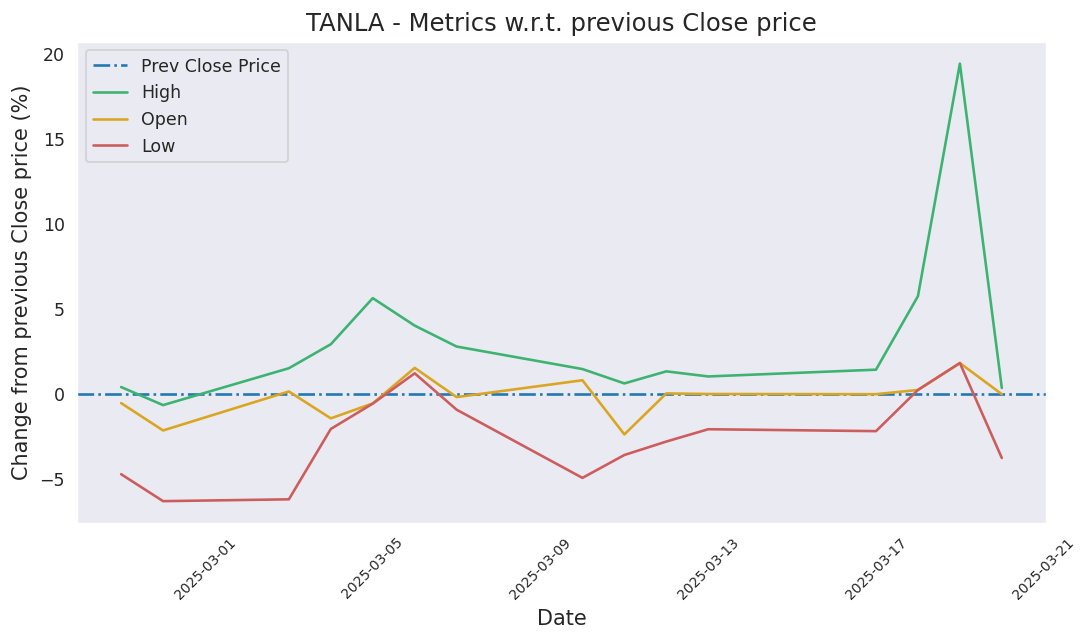 TANLA - Metrics w.r.t. previous Close price
Prev Close Price
High
Open
Low
Change from previous Close price (%)
20
15
10
5
0
−5
2025-03-01
2025-03-05
2025-03-09
2025-03-13
2025-03-17
2025-03-21
Date